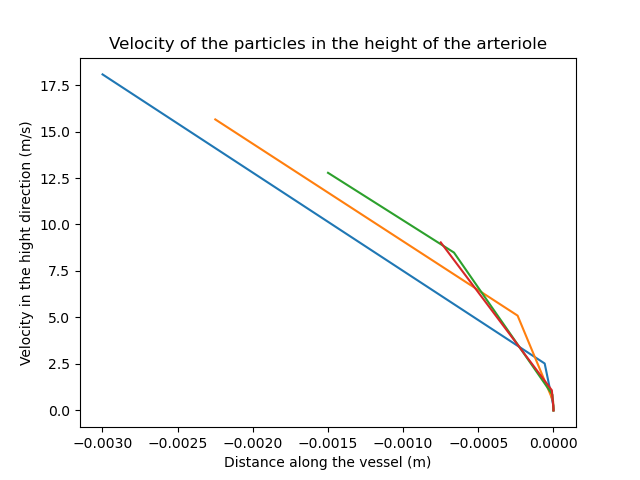 Velocity of the particles in the height of the arteriole
17.5
15.0
12.5
10.0
7.5
5.0
2.5
0.0
Velocity in the hight direction (m/s)
−0.0030 −0.0025 −0.0020 −0.0015 −0.0010 −0.0005 0.0000
Distance along the vessel (m)